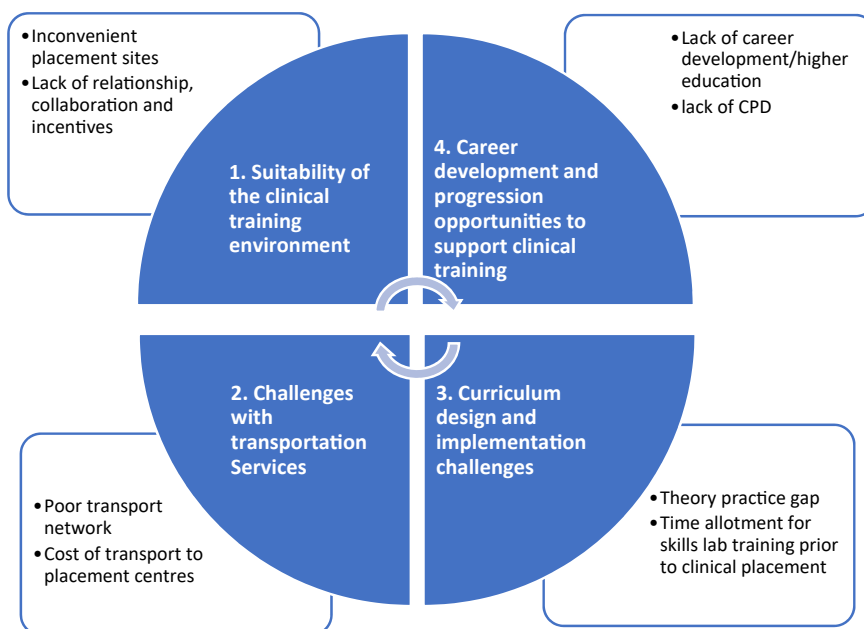 •Inconvenient
placement sites
•Lack of relationship,
collaboration and
incentives
1. Suitability of
the clinical
training
environment
•Lack of career
development/higher
education
•lack of CPD
4. Career
development and
progression
opportunities to
support clinical
training
2. Challenges
with
transportation
Services
•Poor transport
network
•Cost of transport to
placement centres
3. Curriculum
design and
implementation
challenges
•Theory practice gap
•Time allotment for
skills lab training prior
to clinical placement